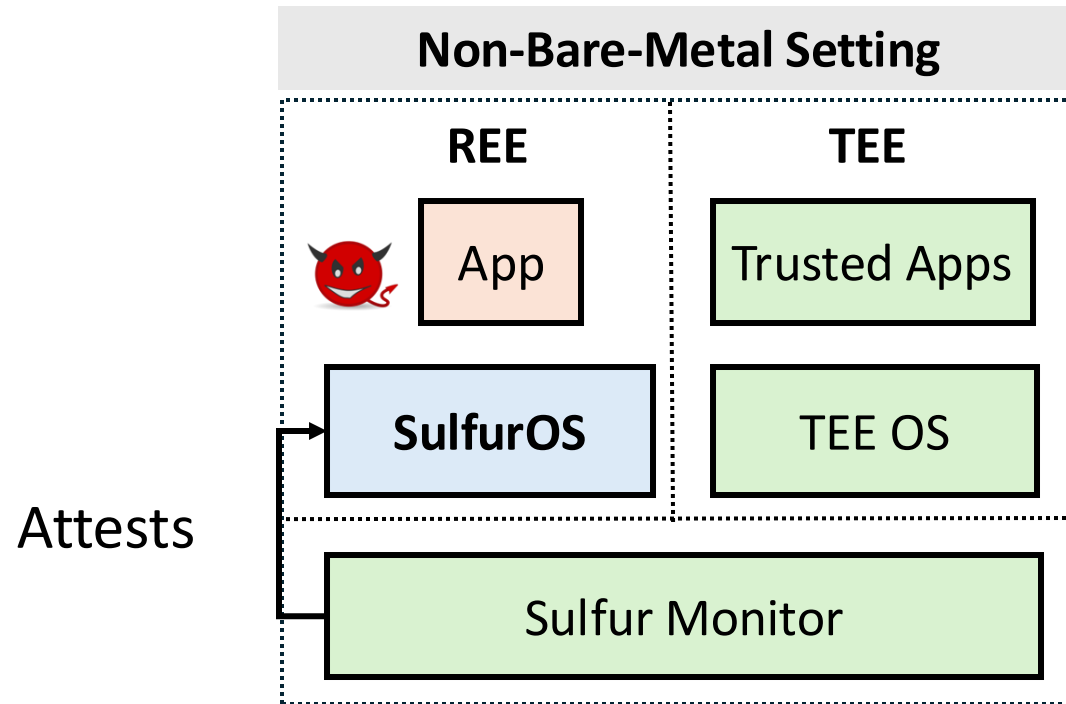 Non-Bare-Metal Setting
REE
TEE
App
Trusted Apps
SulfurOS
TEE OS
Attests
Sulfur Monitor